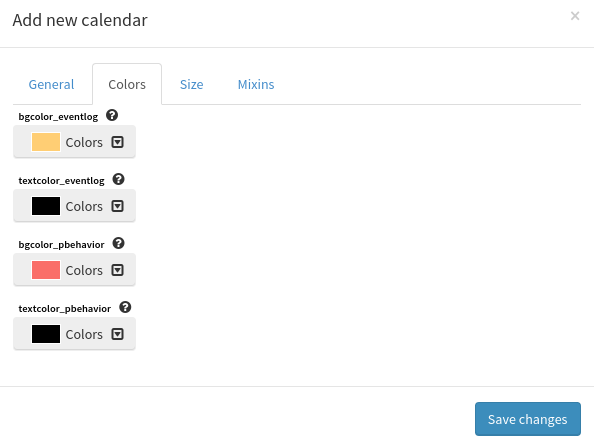 Add new calendar
×
General Colors Size Mixins
bgcolor_eventlog ?
Colors
textcolor_eventlog ?
Colors
bgcolor_pbehavior ?
Colors
textcolor_pbehavior ?
Colors
Save changes